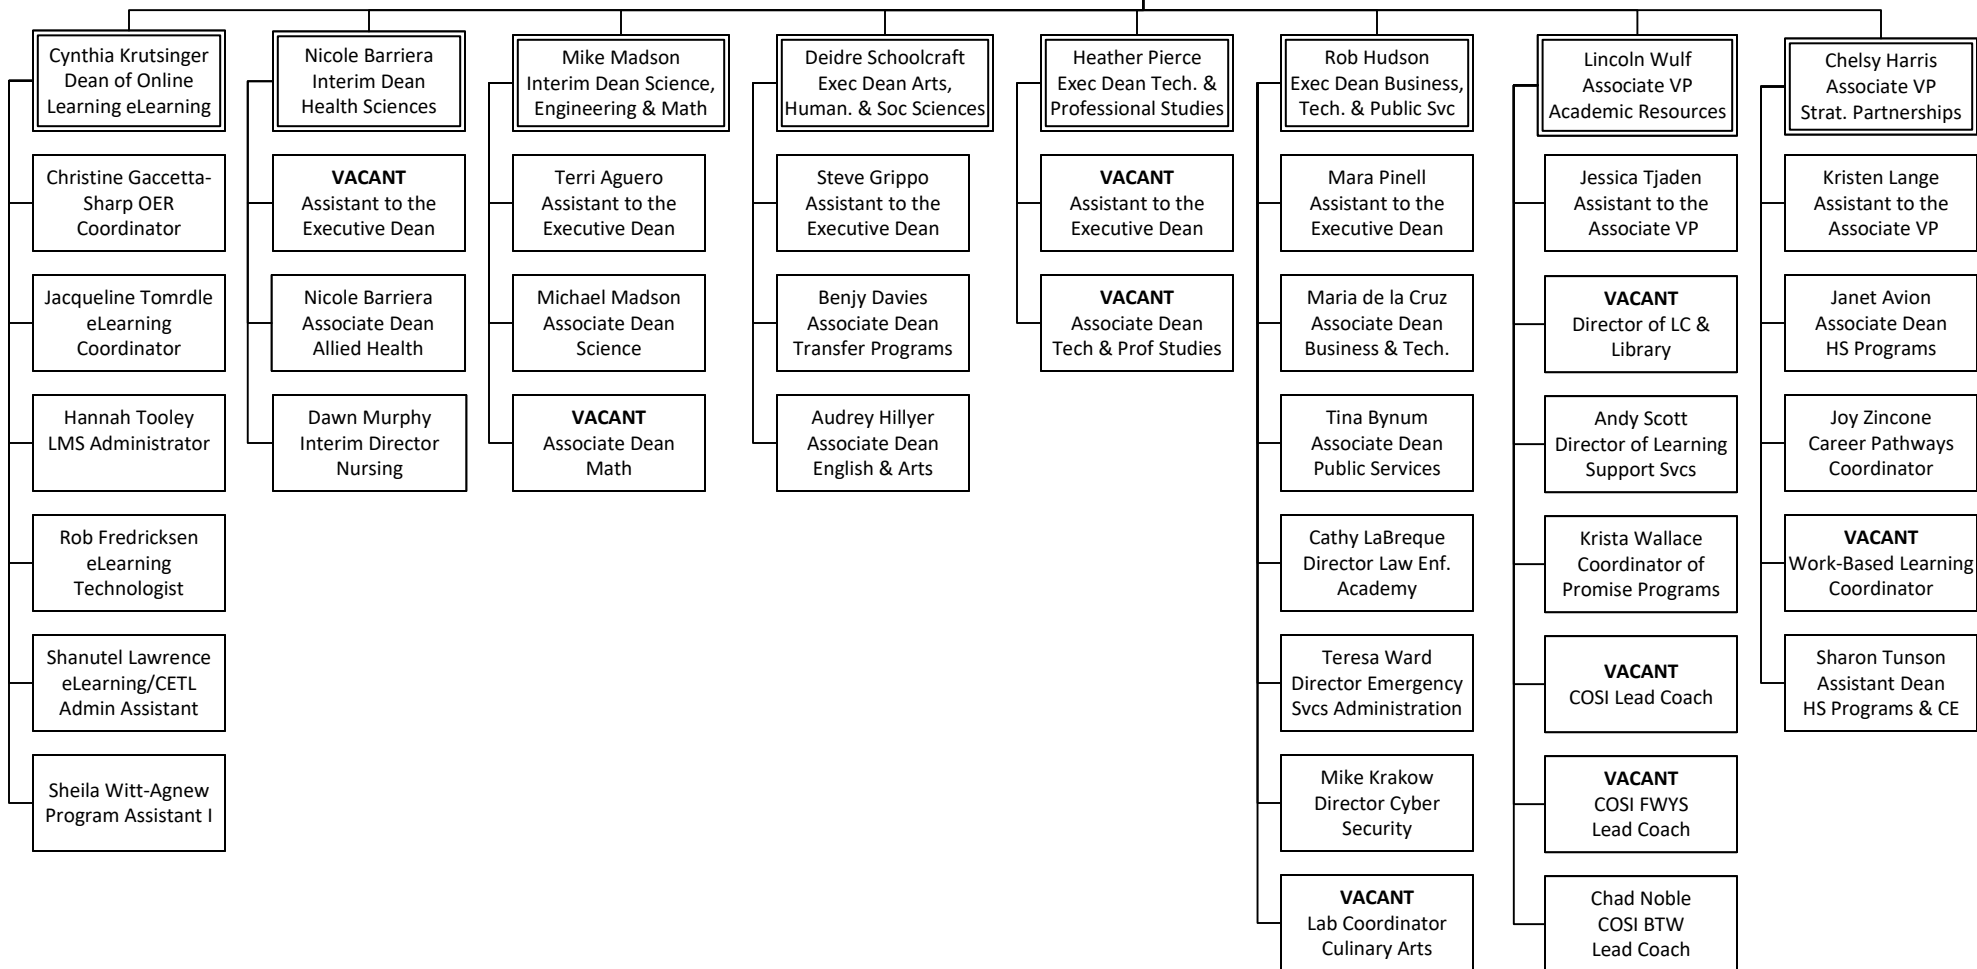 Cynthia Krutsinger
Dean of Online
Learning eLearning
Christine Gaccetta-
Sharp OER
Coordinator
Jacqueline Tomrdle
eLearning
Coordinator
Hannah Tooley
LMS Administrator
Rob Fredricksen
eLearning
Technologist
Shanutel Lawrence
eLearning/CETL
Admin Assistant
Sheila Witt-Agnew
Program Assistant I
Nicole Barriera
Interim Dean
Health Sciences
VACANT
Assistant to the
Executive Dean
Nicole Barriera
Associate Dean
Allied Health
Dawn Murphy
Interim Director
Nursing
Mike Madson
Interim Dean Science,
Engineering & Math
Terri Aguero
Assistant to the
Executive Dean
Michael Madson
Associate Dean
Science
VACANT
Associate Dean
Math
Deidre Schoolcraft
Exec Dean Arts,
Human. & Soc Sciences
Steve Grippo
Assistant to the
Executive Dean
Benjy Davies
Associate Dean
Transfer Programs
Audrey Hillyer
Associate Dean
English & Arts
Heather Pierce
Exec Dean Tech. &
Professional Studies
VACANT
Assistant to the
Executive Dean
VACANT
Associate Dean
Tech & Prof Studies
Rob Hudson
Exec Dean Business,
Tech. & Public Svc
Mara Pinell
Assistant to the
Executive Dean
Maria de la Cruz
Associate Dean
Business & Tech.
Tina Bynum
Associate Dean
Public Services
Cathy LaBreque
Director Law Enf.
Academy
Teresa Ward
Director Emergency
Svcs Administration
Mike Krakow
Director Cyber
Security
VACANT
Lab Coordinator
Culinary Arts
Lincoln Wulf
Associate VP
Academic Resources
Jessica Tjaden
Assistant to the
Associate VP
VACANT
Director of LC &
Library
Andy Scott
Director of Learning
Support Svcs
Krista Wallace
Coordinator of
Promise Programs
VACANT
COSI Lead Coach
VACANT
COSI FWYS
Lead Coach
Chad Noble
COSI BTW
Lead Coach
Chelsy Harris
Associate VP
Strat. Partnerships
Kristen Lange
Assistant to the
Associate VP
Janet Avion
Associate Dean
HS Programs
Joy Zincone
Career Pathways
Coordinator
VACANT
Work-Based Learning
Coordinator
Sharon Tunson
Assistant Dean
HS Programs & CE